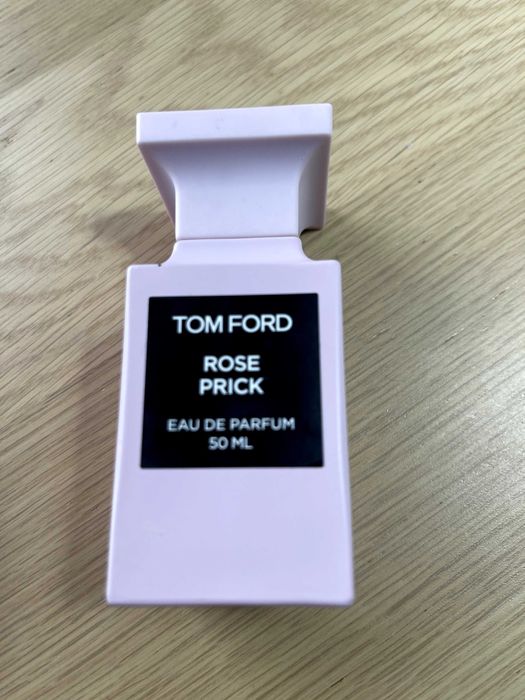 TOM FORD
ROSE
PRICK
EAU DE PARFUM
50 ML